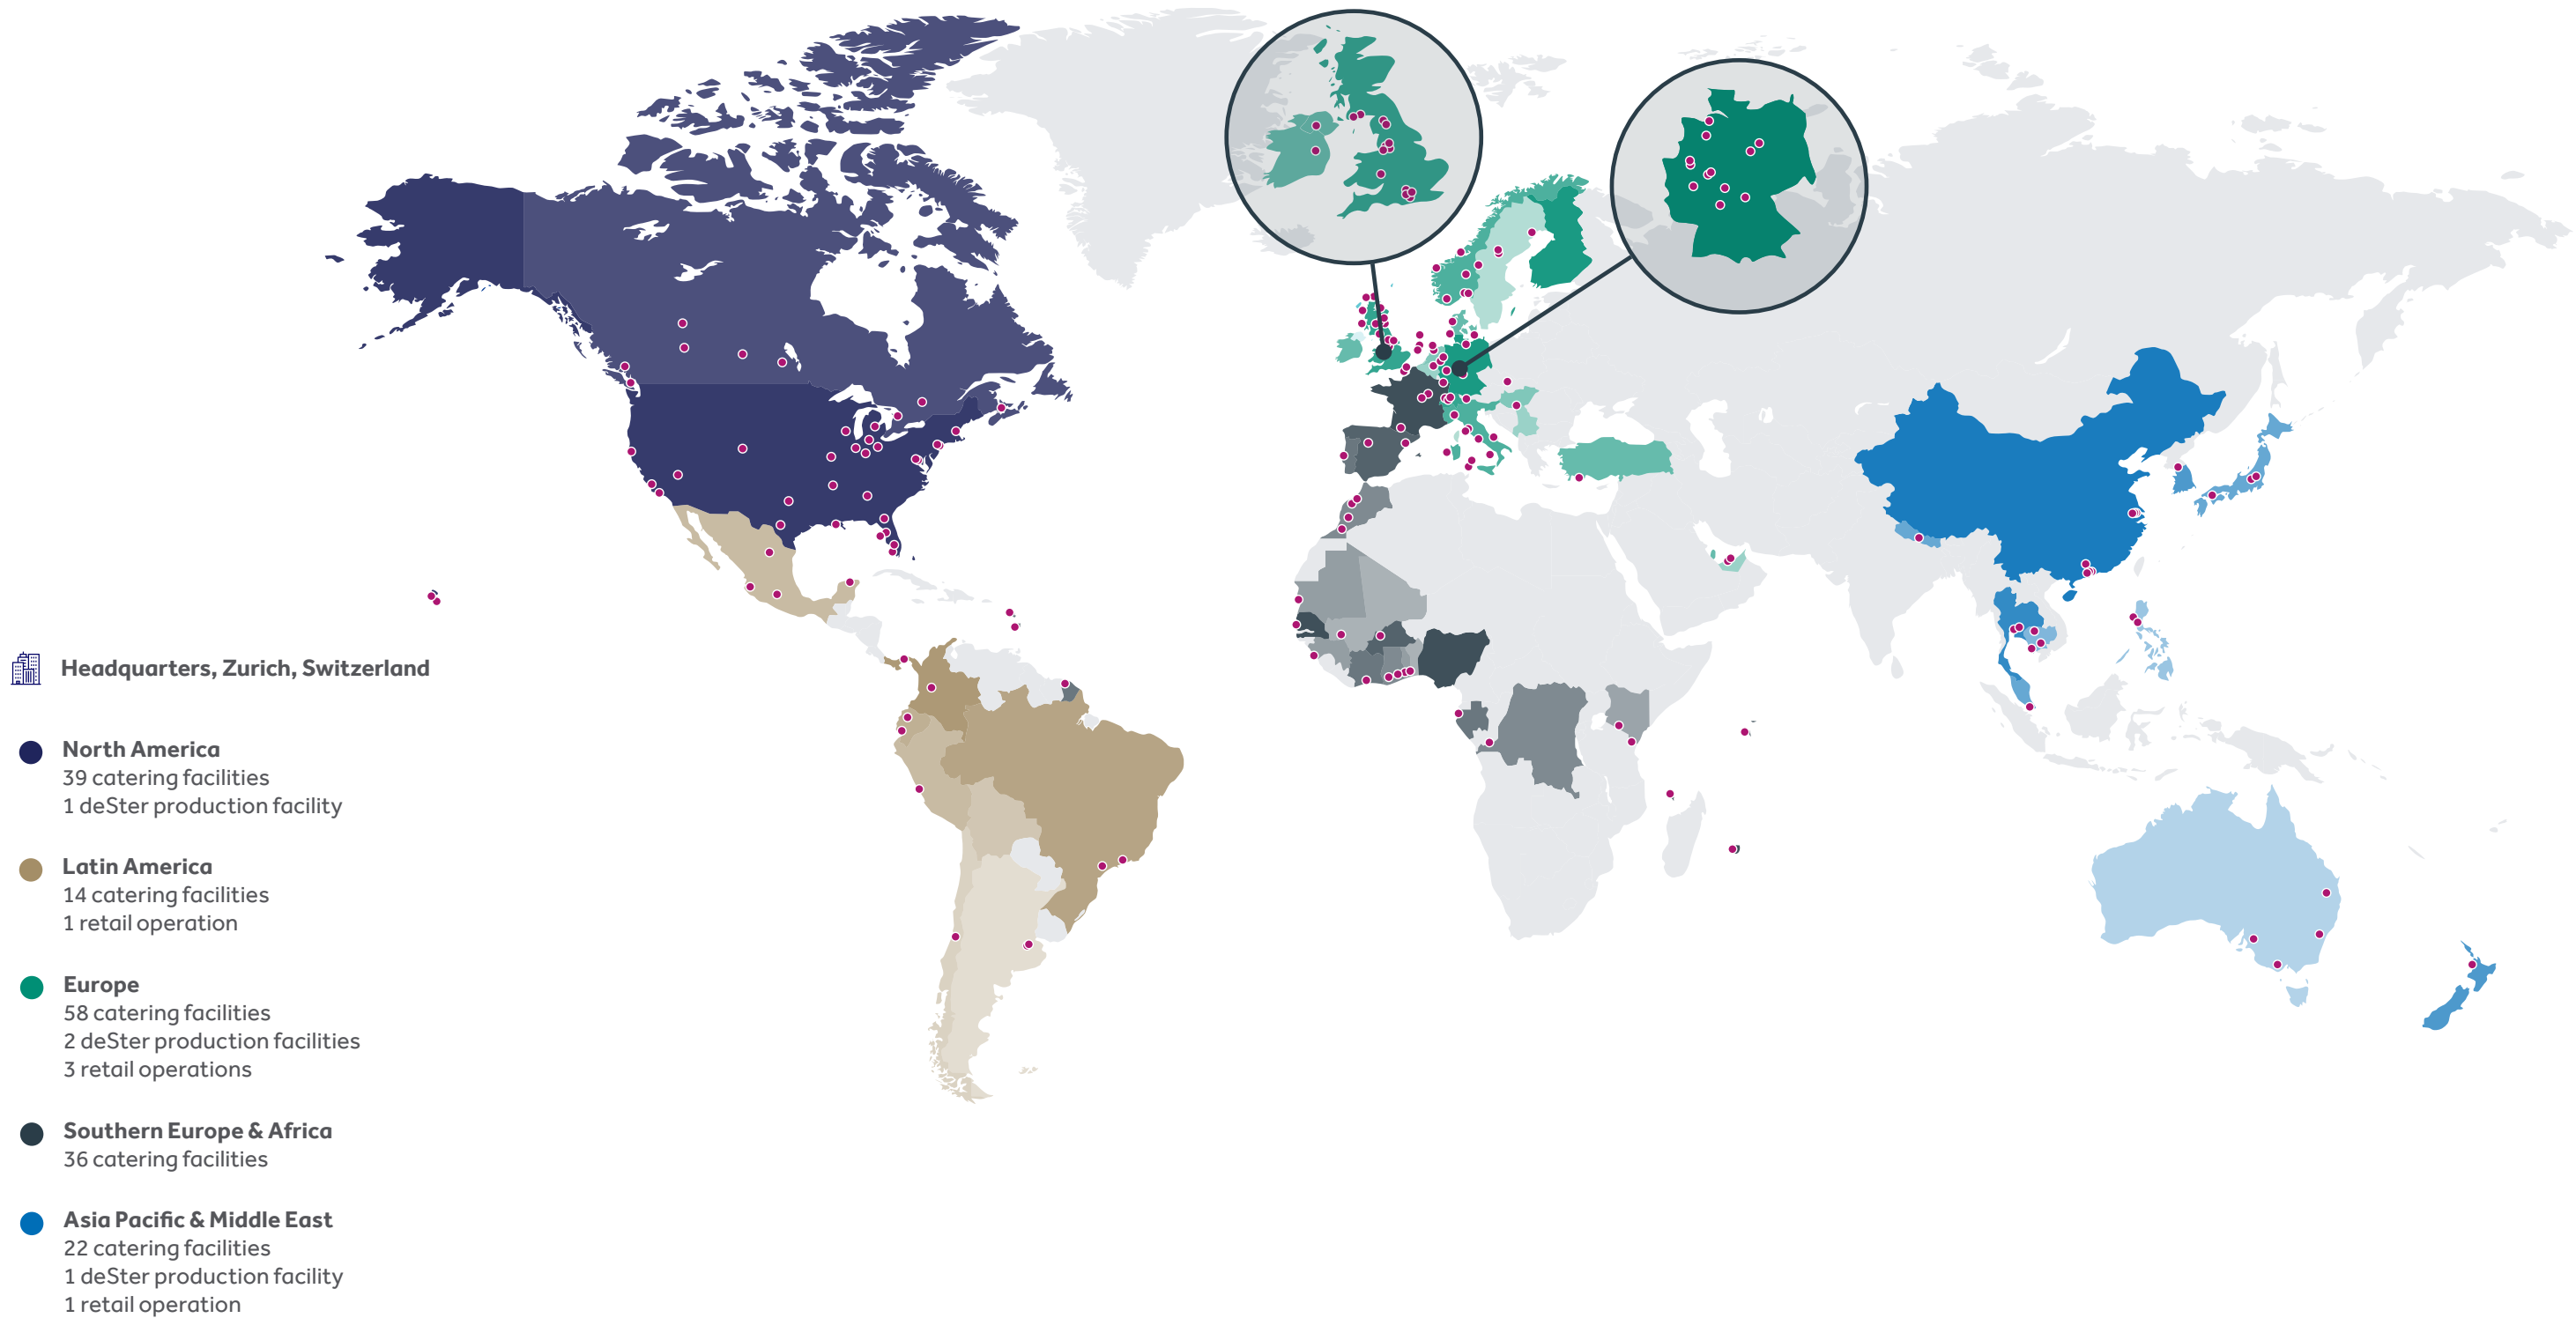 Headquarters, Zurich, Switzerland
North America
39 catering facilities
1 deSter production facility
Latin America
14 catering facilities
1 retail operation
Europe
58 catering facilities
2 deSter production facilities
3 retail operations
Southern Europe & Africa
36 catering facilities
Asia Pacific & Middle East
22 catering facilities
1 deSter production facility
1 retail operation